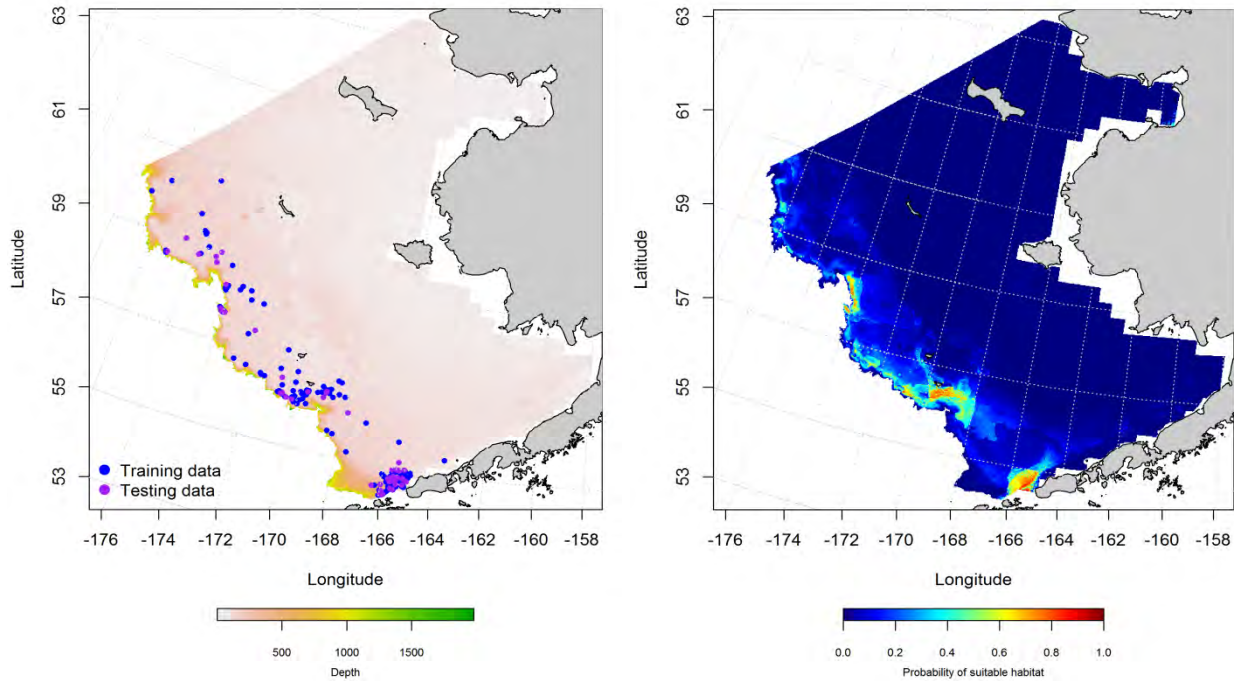 63
61
59
57
55
53
Latitude
Training data
Testing data
-176 -174 -172 -170 -168 -166 -164 -162 -160 -158
Longitude
500 1000 1500
Depth
63
61
59
57
55
53
Latitude
-176 -174 -172 -170 -168 -166 -164 -162 -160 -158
Longitude
0.0 0.2 0.4 0.6 0.8 1.0
Probability of suitable habitat